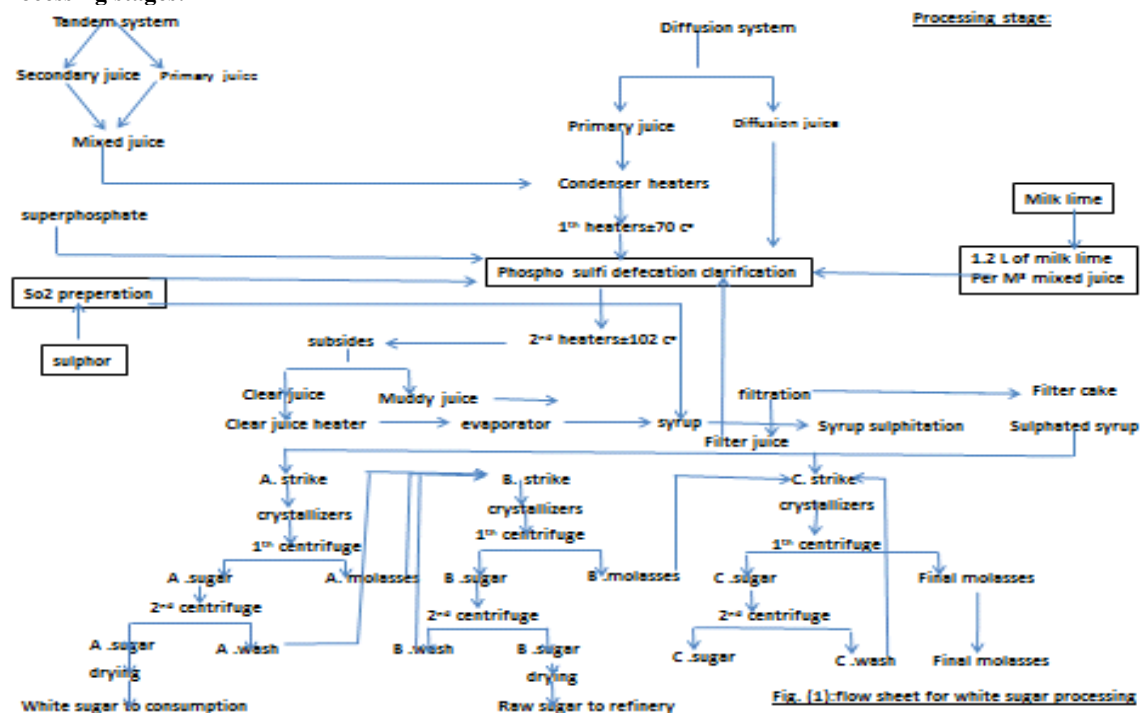 cessing stages:
Tandem system
Processing stage:
Diffusion system
Secondary juice
Primary juice
Primary juice
Diffusion juice
Mixed juice
Condenser heaters
Milk lime
superphosphate
1th heaters±70 c°
1.2 L of milk lime
Per M³ mixed juice
Phospho sulfi defecation clarification
So2 preperation
2nd heaters±102 c°
subsides
sulphor
Clear juice
Muddy juice
filtration
Filter cake
Clear juice heater
evaporator
syrup
Syrup sulphitation
Sulphated syrup
Filter juice
A. strike
B. strike
C. strike
crystallizers
crystallizers
crystallizers
1th centrifuge
1th centrifuge
1th centrifuge
A .sugar
A. molasses
B .sugar
B .molasses
C .sugar
Final molasses
2nd centrifuge
2nd centrifuge
2nd centrifuge
A .sugar
A .wash
B .wash
B .sugar
C .sugar
C .wash
Final molasses
drying
drying
White sugar to consumption
Raw sugar to refinery
Fig. (1):flow sheet for white sugar processing